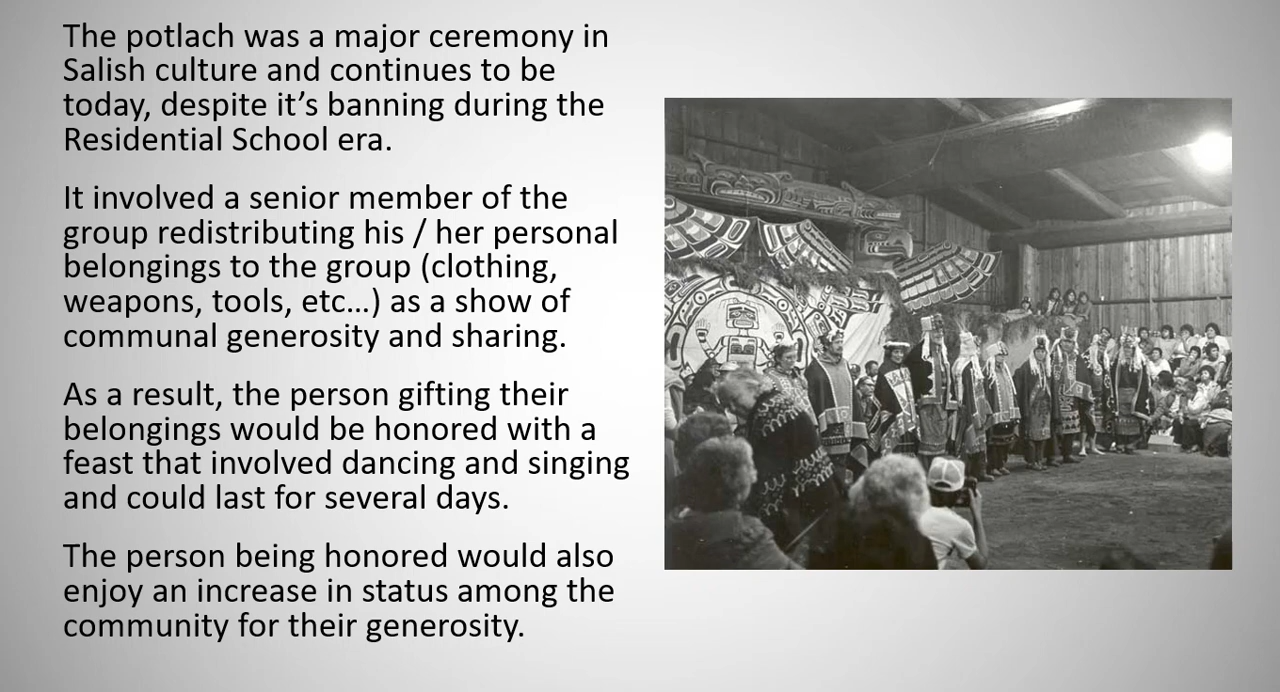 The potlach was a major ceremony in
Salish culture and continues to be
today, despite it’s banning during the
Residential School era.
It involved a senior member of the
group redistributing his / her personal
belongings to the group (clothing,
weapons, tools, etc…) as a show of
communal generosity and sharing.
As a result, the person gifting their
belongings would be honored with a
feast that involved dancing and singing
and could last for several days.
The person being honored would also
enjoy an increase in status among the
community for their generosity.